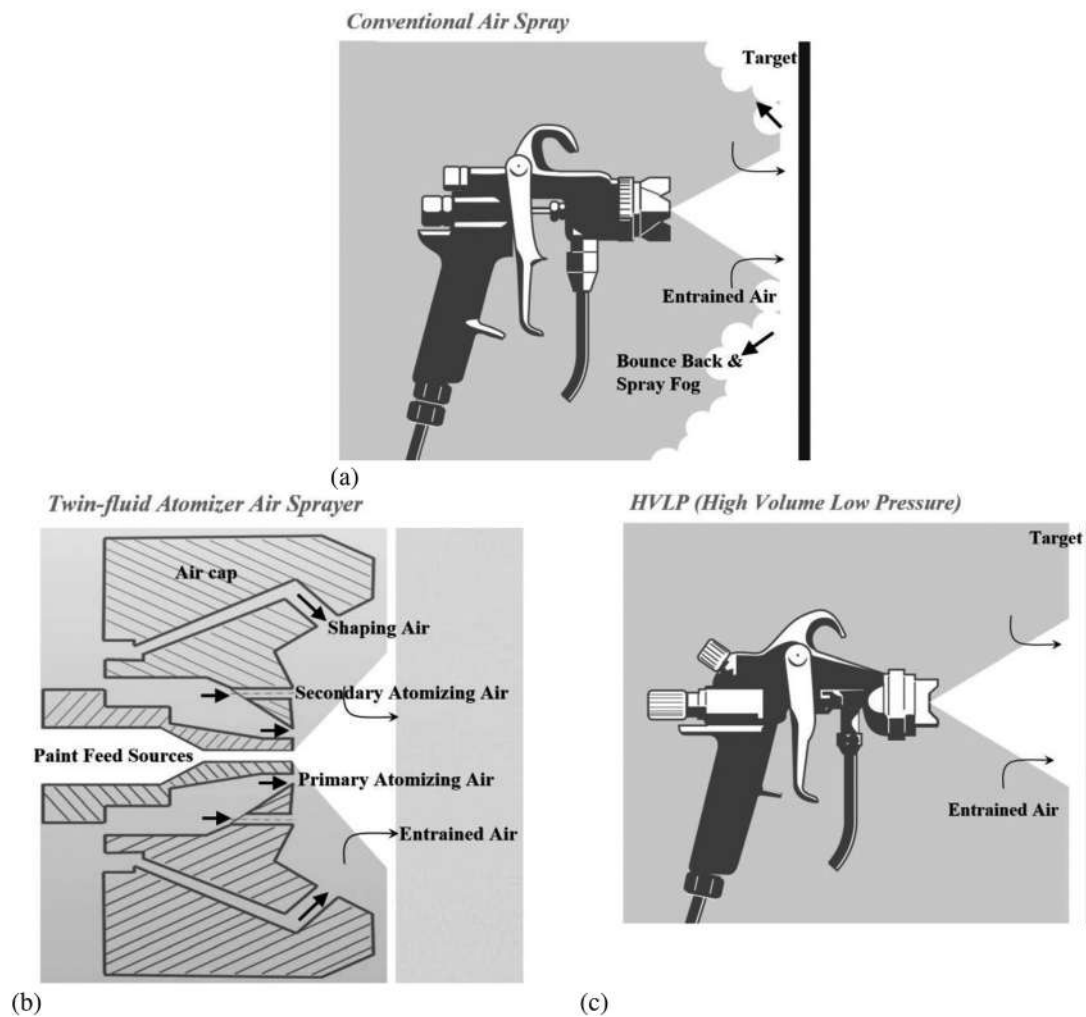 Conventional Air Spray
Target
Entrained Air
Bounce Back &
Spray Fog
(a)
Twin-fluid Atomizer Air Sprayer
Air cap
Shaping Air
Secondary Atomizing Air
Paint Feed Sources
Primary Atomizing Air
Entrained Air
(b)
HVLP (High Volume Low Pressure)
Target
Entrained Air
(c)